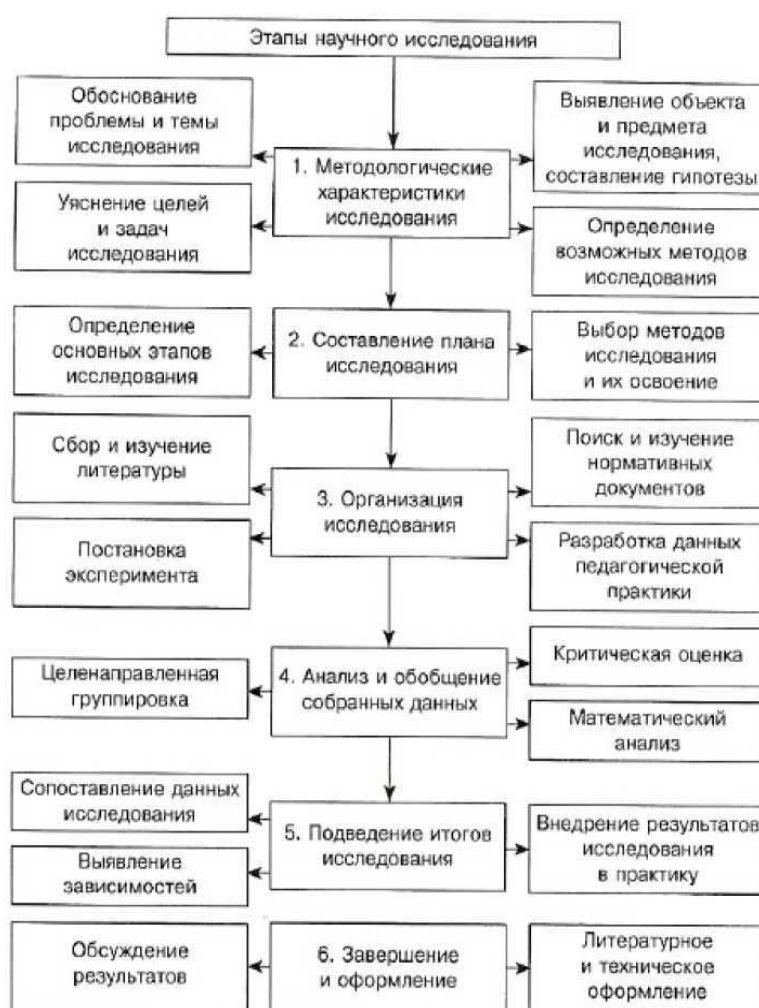 Этапы научного исследования
Обоснование
проблемы и темы
исследования
Выявление объекта
и предмета
исследования,
составление гипотезы
1. Методологические
характеристики
исследования
Уяснение целей
и задач
исследования
Определение
возможных методов
исследования
Определение
основных этапов
исследования
2. Составление плана
исследования
Выбор методов
исследования
и их освоение
Сбор и изучение
литературы
Поиск и изучение
нормативных
документов
3. Организация
исследования
Постановка
эксперимента
Разработка данных
педагогической
практики
Целенаправленная
группировка
4. Анализ и обобщение
собранных данных
Критическая оценка
Математический
анализ
Сопоставление данных
исследования
5. Подведение итогов
исследования
Внедрение результатов
исследования
в практику
Выявление
зависимостей
Обсуждение
результатов
6. Завершение
и оформление
Литературное
и техническое
оформление